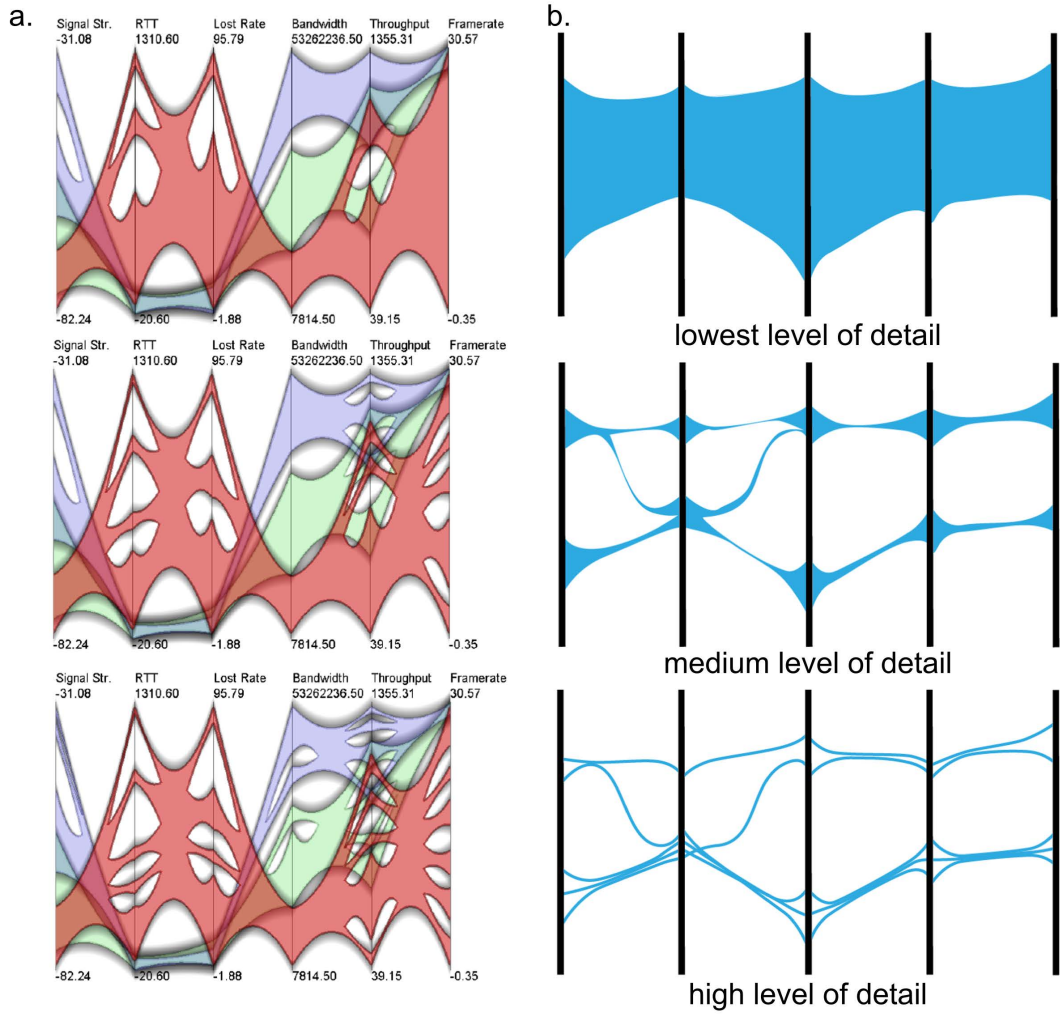 a.
Signal Str. RTT Lost Rate Bandwidth Throughput Framerate
-31.08 1310.60 95.79 53262236.50 1355.31 30.57
-82.24 -20.60 -1.88 7814.50 39.15 -0.35
Signal Str. RTT Lost Rate Bandwidth Throughput Framerate
-31.08 1310.60 95.79 53262236.50 1355.31 30.57
-82.24 -20.60 -1.88 7814.50 39.15 -0.35
Signal Str. RTT Lost Rate Bandwidth Throughput Framerate
-31.08 1310.60 95.79 53262236.50 1355.31 30.57
-82.24 -20.60 -1.88 7814.50 39.15 -0.35
b.
lowest level of detail
medium level of detail
high level of detail